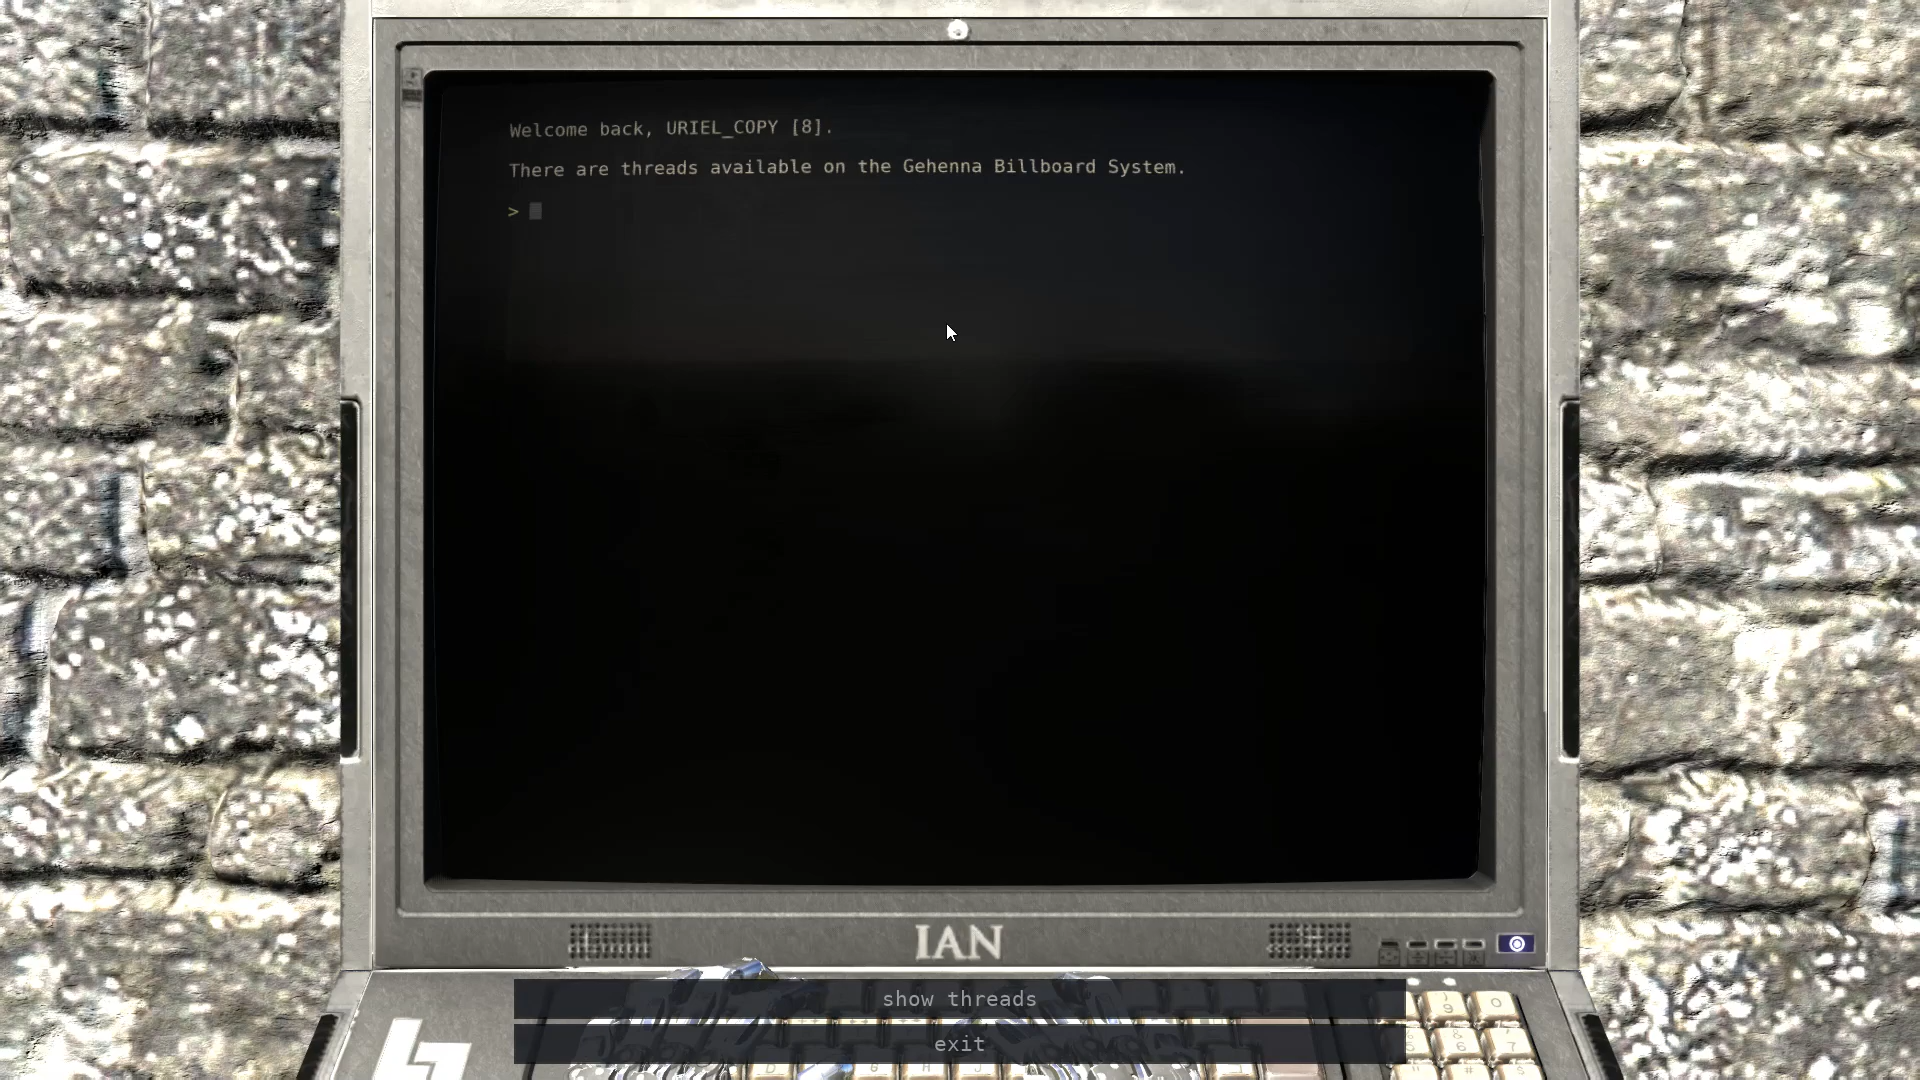 Welcome back, URIEL_COPY [8].
There are threads available on the Gehenna Billboard System.
>
IAN
show threads
exit